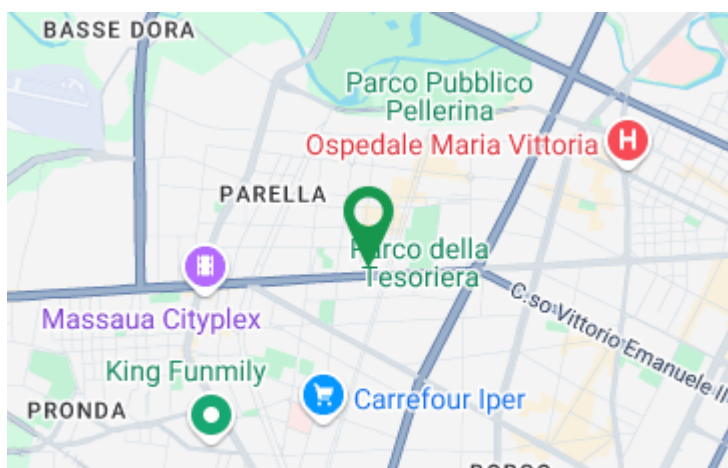 BASSE DORA
Parco Pubblico
Pellerina
Ospedale Maria Vittoria
H
PARELLA
Parco della
Tesoriera
Massaua Cityplex
C.so Vittorio Emanuele II
King Funmily
Carrefour Iper
PRONDA